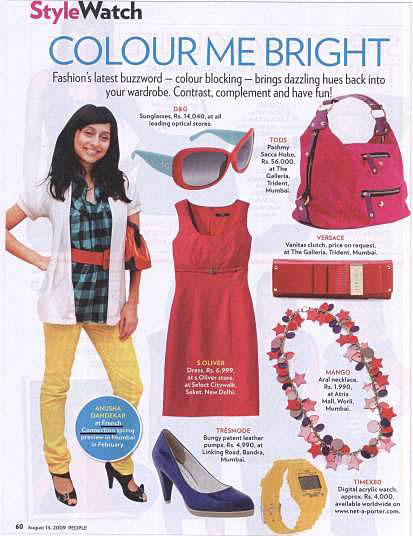 StyleWatch
COLOUR ME BRIGHT
Fashion's latest buzzword — colour blocking — brings dazzling hues back into
your wardrobe. Contrast, complement and have fun!
D&G
Sunglasses, Rs. 14,040, at all
leading optical stores.
TODS
Pashmy
Sacca Hobo,
Rs. 56,000,
at The
Galleria,
Trident,
Mumbai.
VERSACE
Vanitas clutch, price on request,
at The Galleria, Trident, Mumbai.
S.OLIVER
Dress, Rs. 6,999,
at s.Oliver store,
at Select Citywalk,
Saket, New Delhi.
MANGO
Aral necklace,
Rs. 1,990,
at Atria
Mall, Worli,
Mumbai.
ANUSHA
DANDEKAR
at French
Connection spring
preview in Mumbai
in February.
TRÉSMODE
Bungy patent leather
pumps, Rs. 4,990, at
Linking Road, Bandra,
Mumbai.
TIMEX80
Digital acrylic watch,
approx. Rs. 4,000,
available worldwide on
www.net-a-porter.com.
60 August 14, 2009 PEOPLE